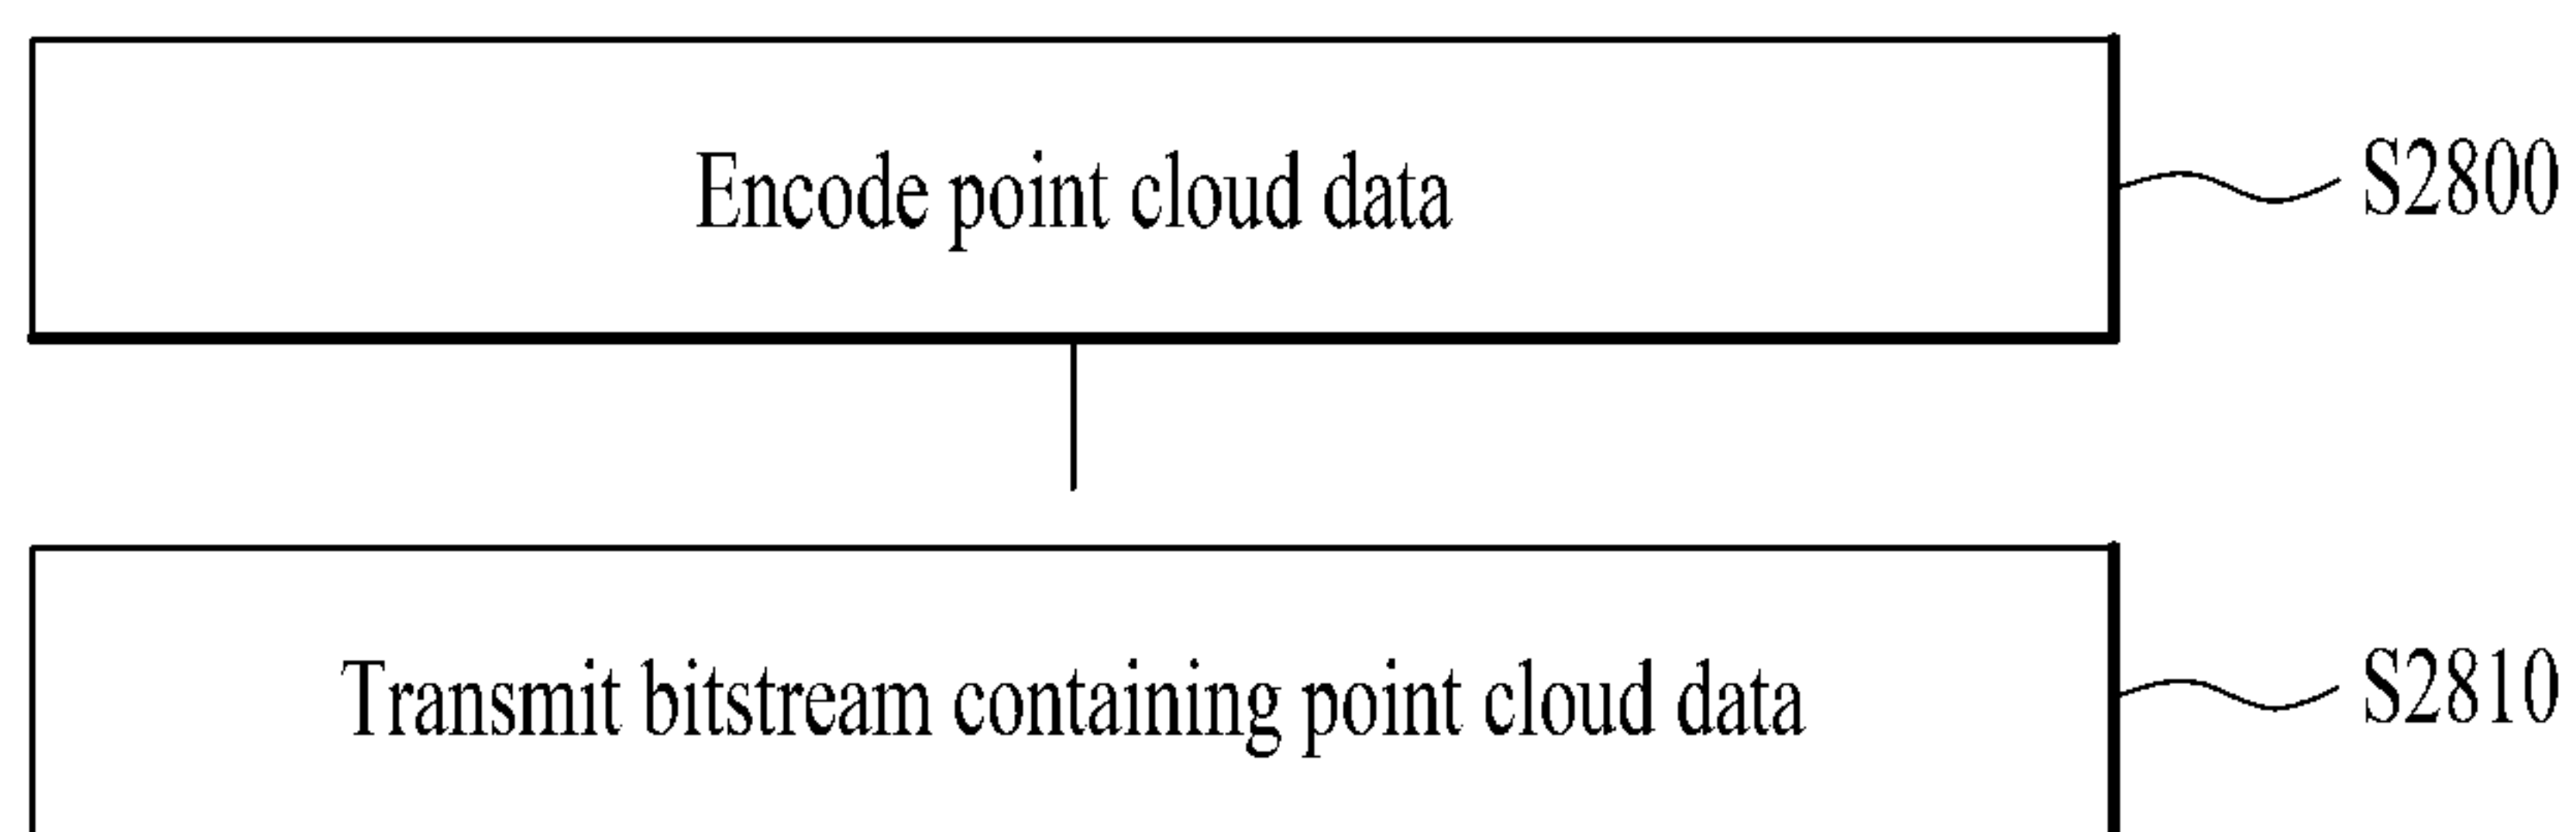 Encode point cloud data
S2800
Transmit bitstream containing point cloud data
S2810